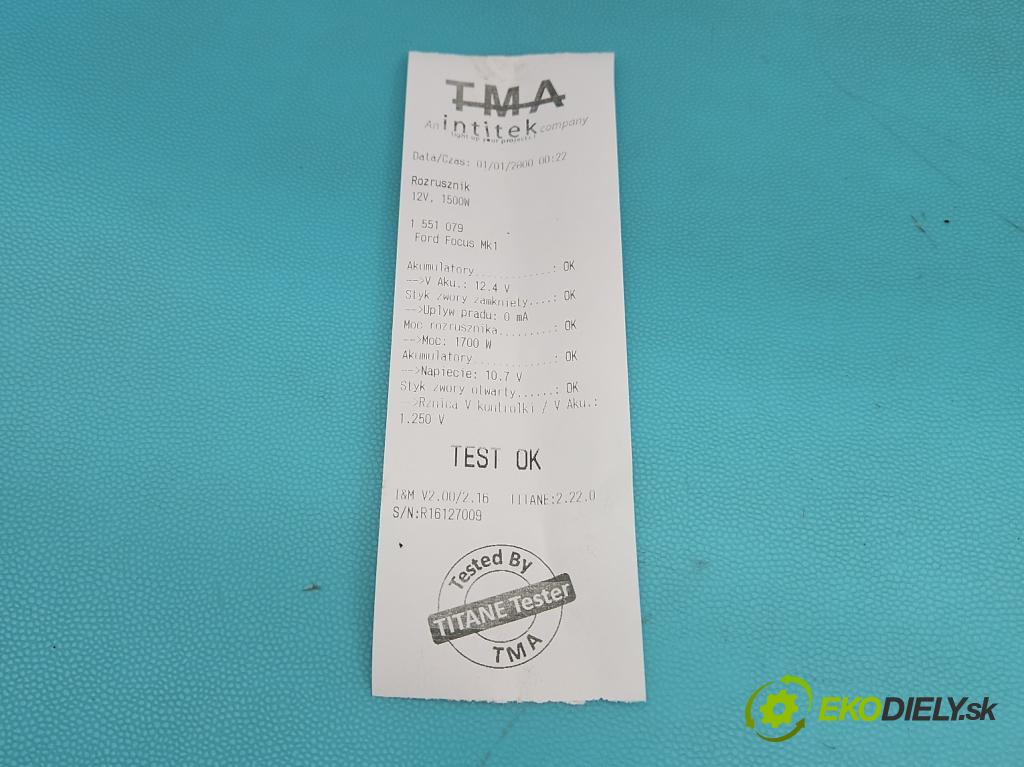 TMA
An intitek company
light up your projects!
Data/Czas: 01/01/2000 00:22
Rozrusznik
12V, 1500W
1 551 079
Ford Focus Mk1
Akumulatory..............: OK
-->V Aku.: 12.4 V
Styk zwory zamkniety....: OK
-->Uplyw pradu: 0 mA
Moc rozrusznika.........: OK
-->Moc: 1700 W
Akumulatory..............: OK
-->Napiecie: 10.7 V
Styk zwory otwarty......: OK
-->Rznica V kontrolki / V Aku.:
1.250 V
TEST OK
I&M V2.00/2.16 TITANE:2.22.0
S/N:R16127009
Tested By
TITANE Tester
TMA
EKODIELY.sk